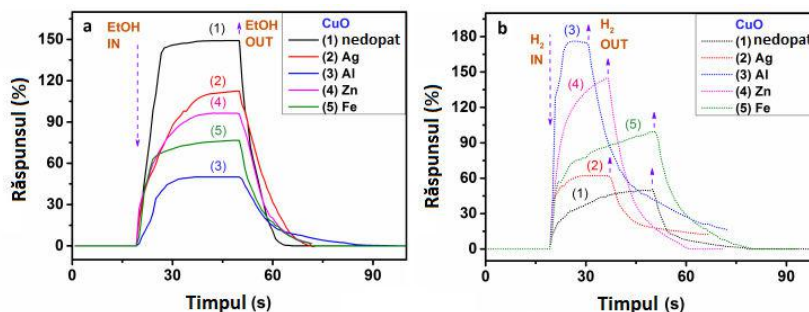 a
EtOH
IN
EtOH
OUT
CuO
(1) nedopat
(2) Ag
(3) Al
(4) Zn
(5) Fe
(1)
(2)
(4)
(5)
(3)
150
120
90
60
30
0
0
30
60
90
Răspunsul (%)
Timpul (s)
b
H2
IN
H2
OUT
CuO
(1) nedopat
(2) Ag
(3) Al
(4) Zn
(5) Fe
(3)
(4)
(5)
(2)
(1)
180
150
120
90
60
30
0
0
30
60
90
Răspunsul (%)
Timpul (s)